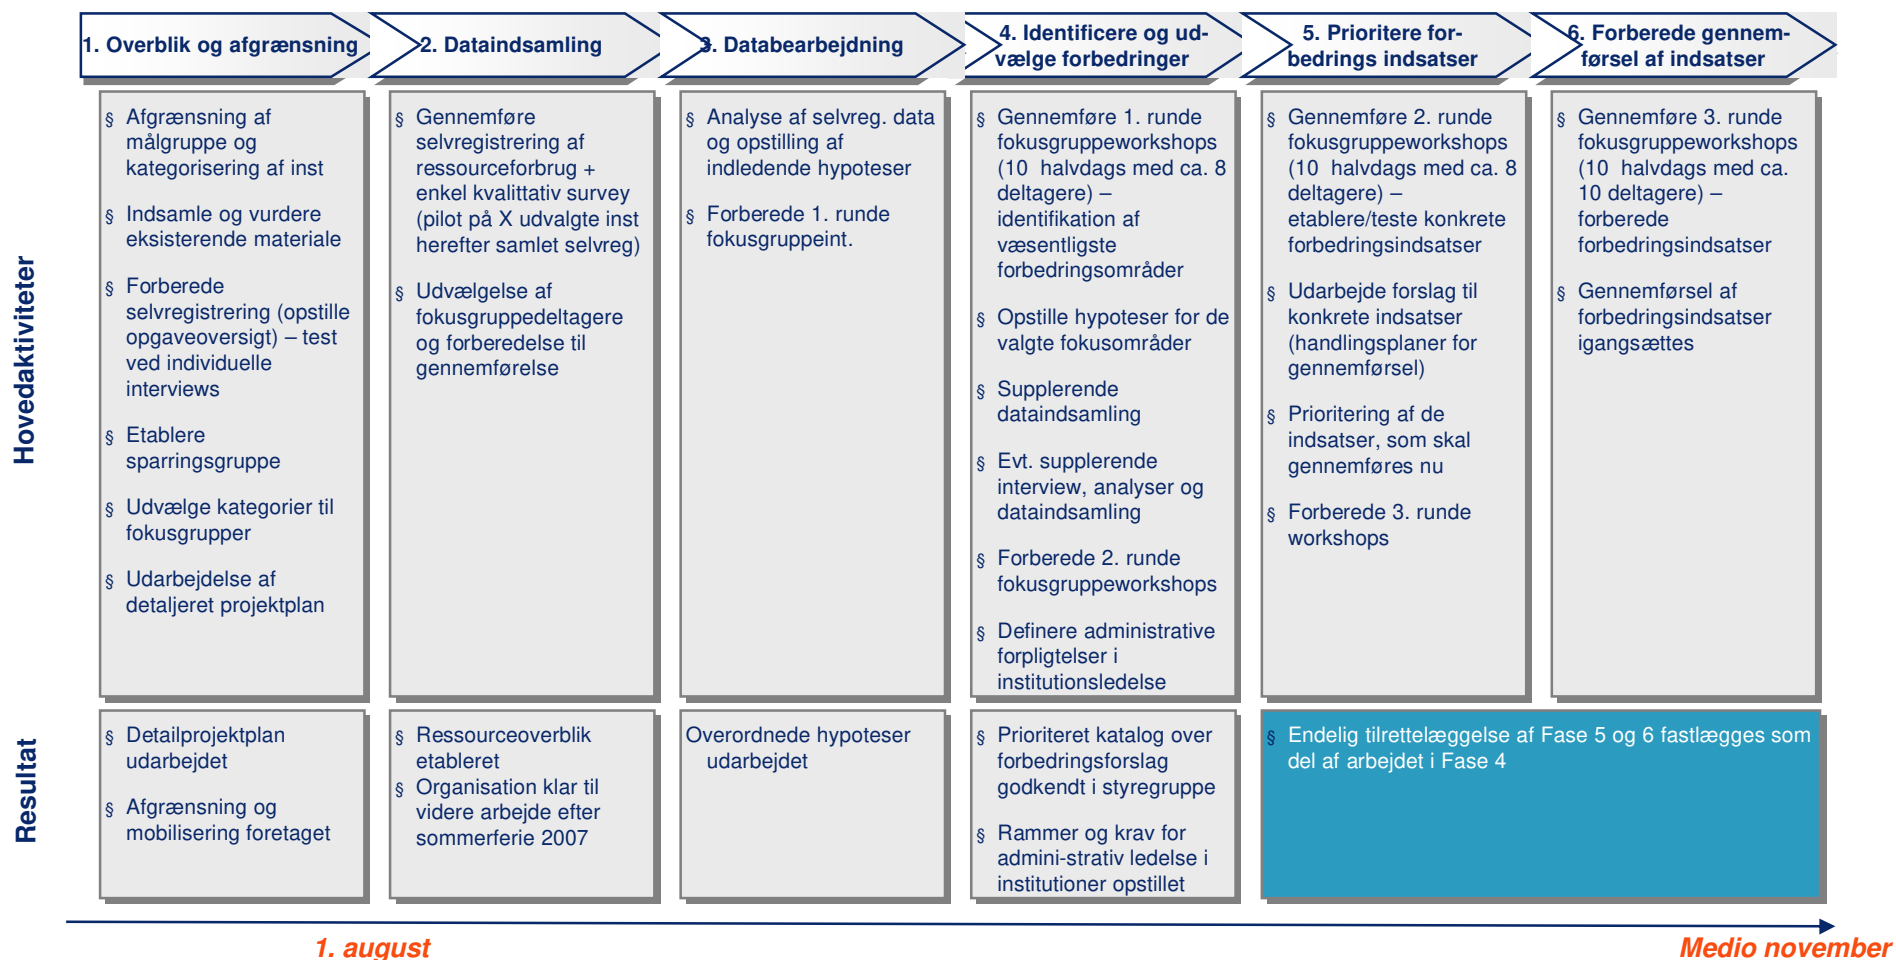 1. Overblik og afgrænsning
2. Dataindsamling
3. Databearbejdning
4. Identificere og ud-
vælge forbedringer
5. Prioritere for-
bedrings indsatser
6. Forberede gennem-
førsel af indsatser
Hovedaktiviteter
§ Afgrænsning af
målgruppe og
kategorisering af inst
§ Indsamle og vurdere
eksisterende materiale
§ Forberede
selvregistrering (opstille
opgaveoversigt) – test
ved individuelle
interviews
§ Etablere
sparringsgruppe
§ Udvælge kategorier til
fokusgrupper
§ Udarbejdelse af
detaljeret projektplan
§ Gennemføre
selvregistrering af
ressourceforbrug +
enkel kvalittativ survey
(pilot på X udvalgte inst
herefter samlet selvreg)
§ Udvælgelse af
fokusgruppedeltagere
og forberedelse til
gennemførelse
§ Analyse af selvreg. data
og opstilling af
indledende hypoteser
§ Forberede 1. runde
fokusgruppeint.
§ Gennemføre 1. runde
fokusgruppeworkshops
(10 halvdags med ca. 8
deltagere) –
identifikation af
væsentligste
forbedringsområder
§ Opstille hypoteser for de
valgte fokusområder
§ Supplerende
dataindsamling
§ Evt. supplerende
interview, analyser og
dataindsamling
§ Forberede 2. runde
fokusgruppeworkshops
§ Definere administrative
forpligtelser i
institutionsledelse
§ Gennemføre 2. runde
fokusgruppeworkshops
(10 halvdags med ca. 8
deltagere) –
etablere/teste konkrete
forbedringsindsatser
§ Udarbejde forslag til
konkrete indsatser
(handlingsplaner for
gennemførsel)
§ Prioritering af de
indsatser, som skal
gennemføres nu
§ Forberede 3. runde
workshops
§ Gennemføre 3. runde
fokusgruppeworkshops
(10 halvdags med ca.
10 deltagere) –
forberede
forbedringsindsatser
§ Gennemførsel af
forbedringsindsatser
igangsættes
Resultat
§ Detailprojektplan
udarbejdet
§ Afgrænsning og
mobilisering foretaget
§ Ressourceoverblik
etableret
§ Organisation klar til
videre arbejde efter
sommerferie 2007
Overordnede hypoteser
udarbejdet
§ Prioriteret katalog over
forbedringsforslag
godkendt i styregruppe
§ Rammer og krav for
admini-strativ ledelse i
institutioner opstillet
§ Endelig tilrettelæggelse af Fase 5 og 6 fastlægges som
del af arbejdet i Fase 4
1. august
Medio november